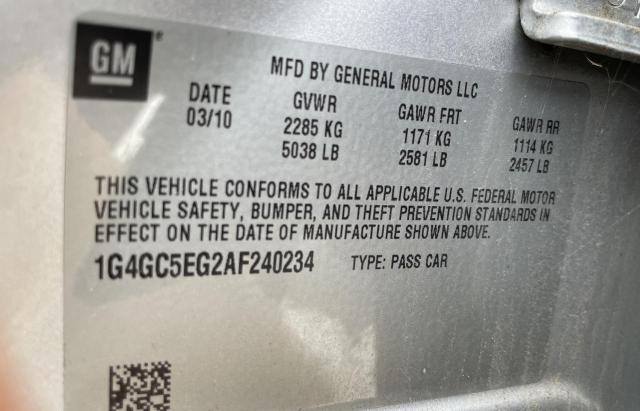 GM
MFD BY GENERAL MOTORS LLC
DATE GVWR GAWR FRT GAWR RR
03/10 2285 KG 1171 KG 1114 KG
5038 LB 2581 LB 2457 LB
THIS VEHICLE CONFORMS TO ALL APPLICABLE U.S. FEDERAL MOTOR
VEHICLE SAFETY, BUMPER, AND THEFT PREVENTION STANDARDS IN
EFFECT ON THE DATE OF MANUFACTURE SHOWN ABOVE.
1G4GC5EG2AF240234 TYPE: PASS CAR